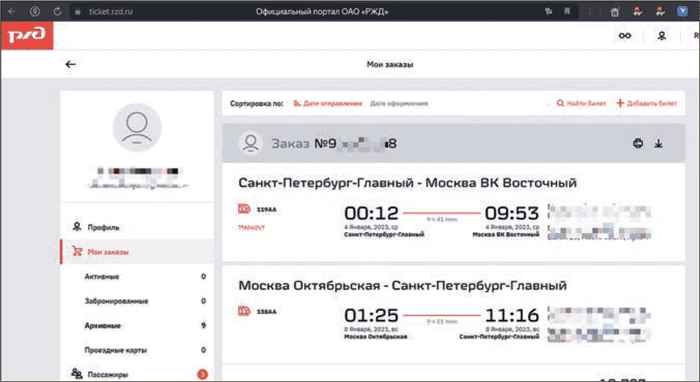 ticket.rzd.ru
Официальный портал ОАО «РЖД»
ржд
Мои заказы
Сортировка по: Дате отправления Дате оформления
Найти билет Добавить билет
Заказ №9 8
Санкт-Петербург-Главный - Москва ВК Восточный
119АА
Маршрут
00:12 9 ч 41 мин 09:53
4 Января, 2023, ср 4 Января, 2023, ср
Санкт-Петербург-Главный Москва ВК Восточный
Профиль
Мои заказы
Активные 0
Забронированные 0
Архивные 9
Проездные карты 0
Пассажиры 3
Москва Октябрьская - Санкт-Петербург-Главный
158АА
01:25 9 ч 51 мин 11:16
8 Января, 2023, вс 8 Января, 2023, вс
Москва Октябрьская Санкт-Петербург-Главный